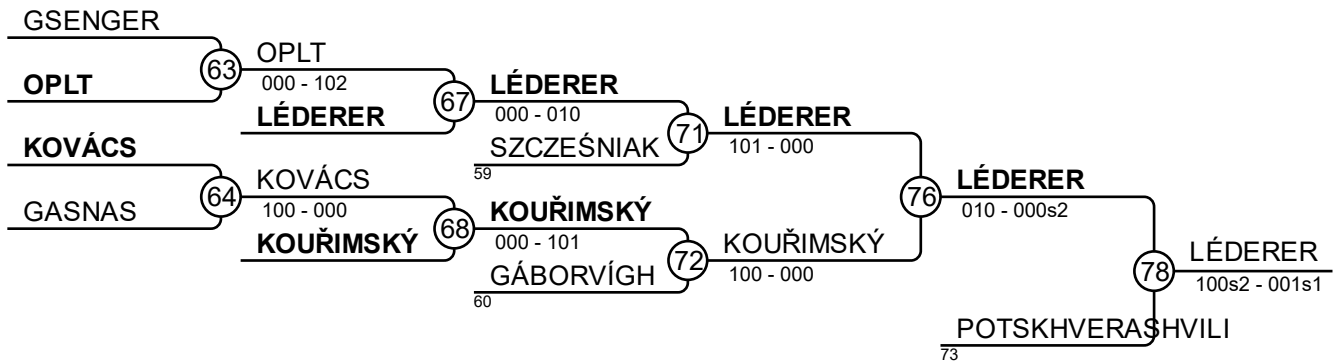 GSENGER
63
OPLT
OPLT
000 - 102
67
LÉDERER
LÉDERER
000 - 010
71
SZCZEŚNIAK
59
LÉDERER
101 - 000
KOVÁCS
64
GASNAS
KOVÁCS
100 - 000
68
KOUŘIMSKÝ
KOUŘIMSKÝ
000 - 101
72
GÁBORVÍGH
60
KOUŘIMSKÝ
100 - 000
76
LÉDERER
010 - 000s2
78
POTSKHVERASHVILI
73
LÉDERER
100s2 - 001s1